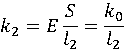 k₂ = E S/l₂ = k₀/l₂